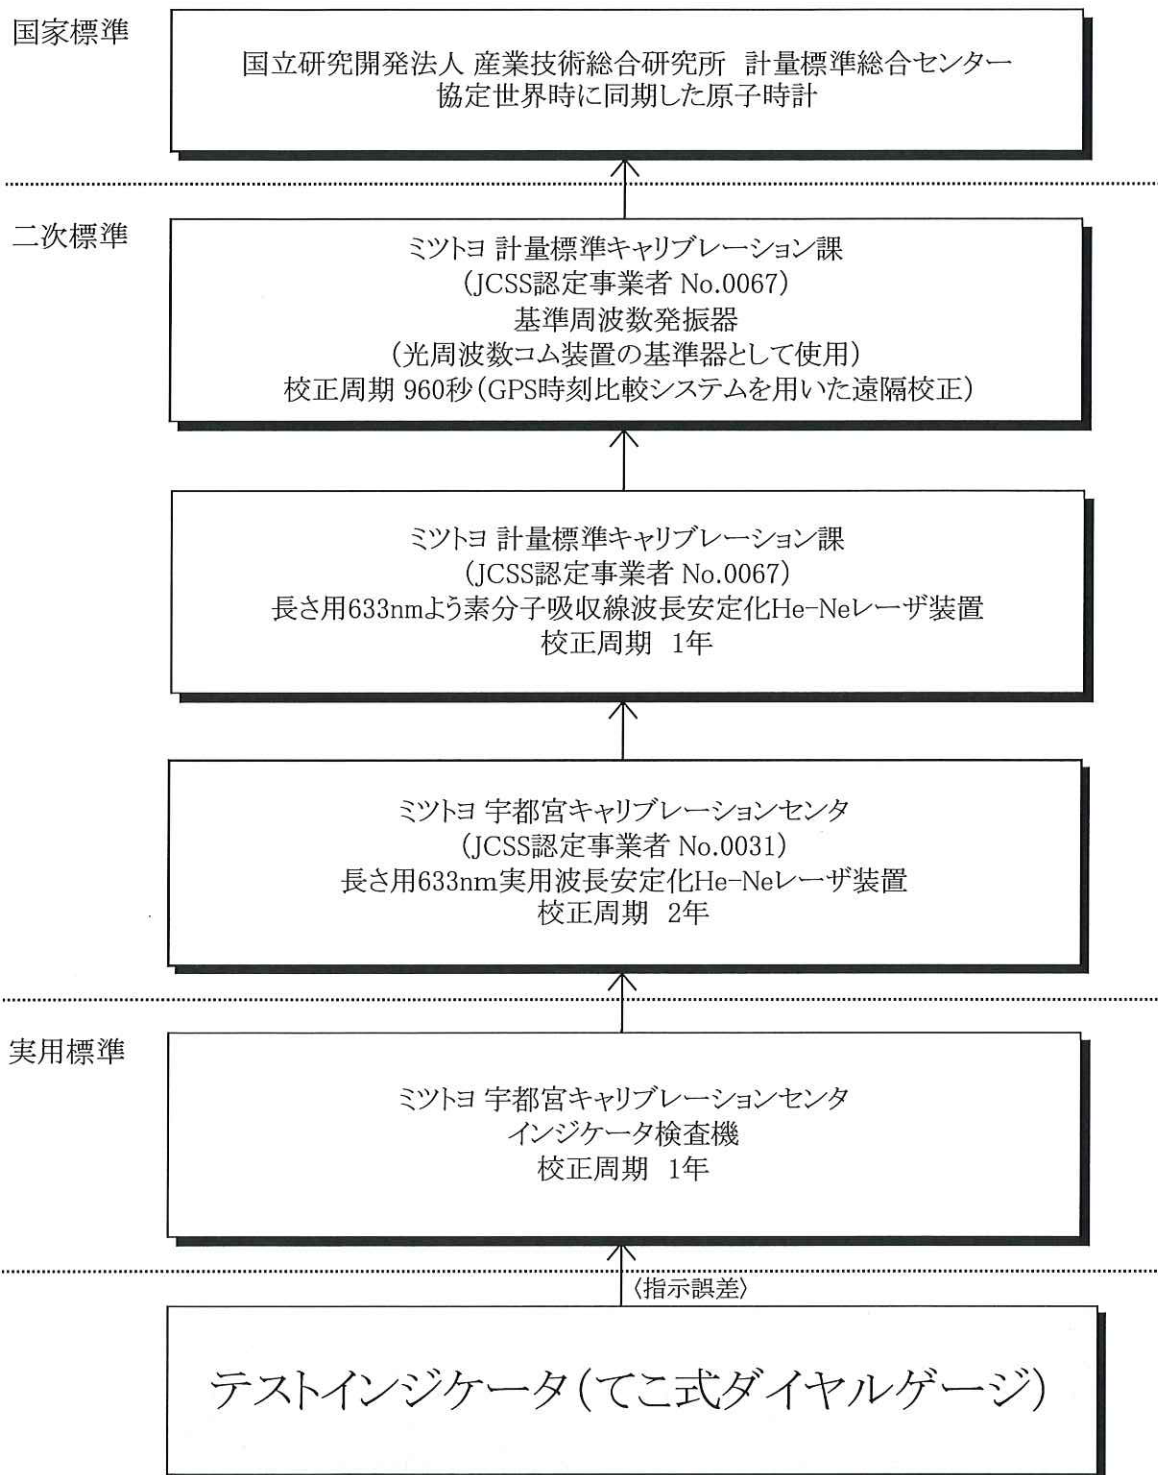 国家標準
国立研究開発法人 産業技術総合研究所 計量標準総合センター
協定世界時に同期した原子時計
二次標準
ミツトヨ 計量標準キャリブレーション課
(JCSS認定事業者 No.0067)
基準周波数発振器
(光周波数コム装置の基準器として使用)
校正周期 960秒(GPS時刻比較システムを用いた遠隔校正)
ミツトヨ 計量標準キャリブレーション課
(JCSS認定事業者 No.0067)
長さ用633nmよう素分子吸収線波長安定化He-Neレーザ装置
校正周期 1年
ミツトヨ 宇都宮キャリブレーションセンタ
(JCSS認定事業者 No.0031)
長さ用633nm実用波長安定化He-Neレーザ装置
校正周期 2年
実用標準
ミツトヨ 宇都宮キャリブレーションセンタ
インジケータ検査機
校正周期 1年
〈指示誤差〉
テストインジケータ(てこ式ダイヤルゲージ)